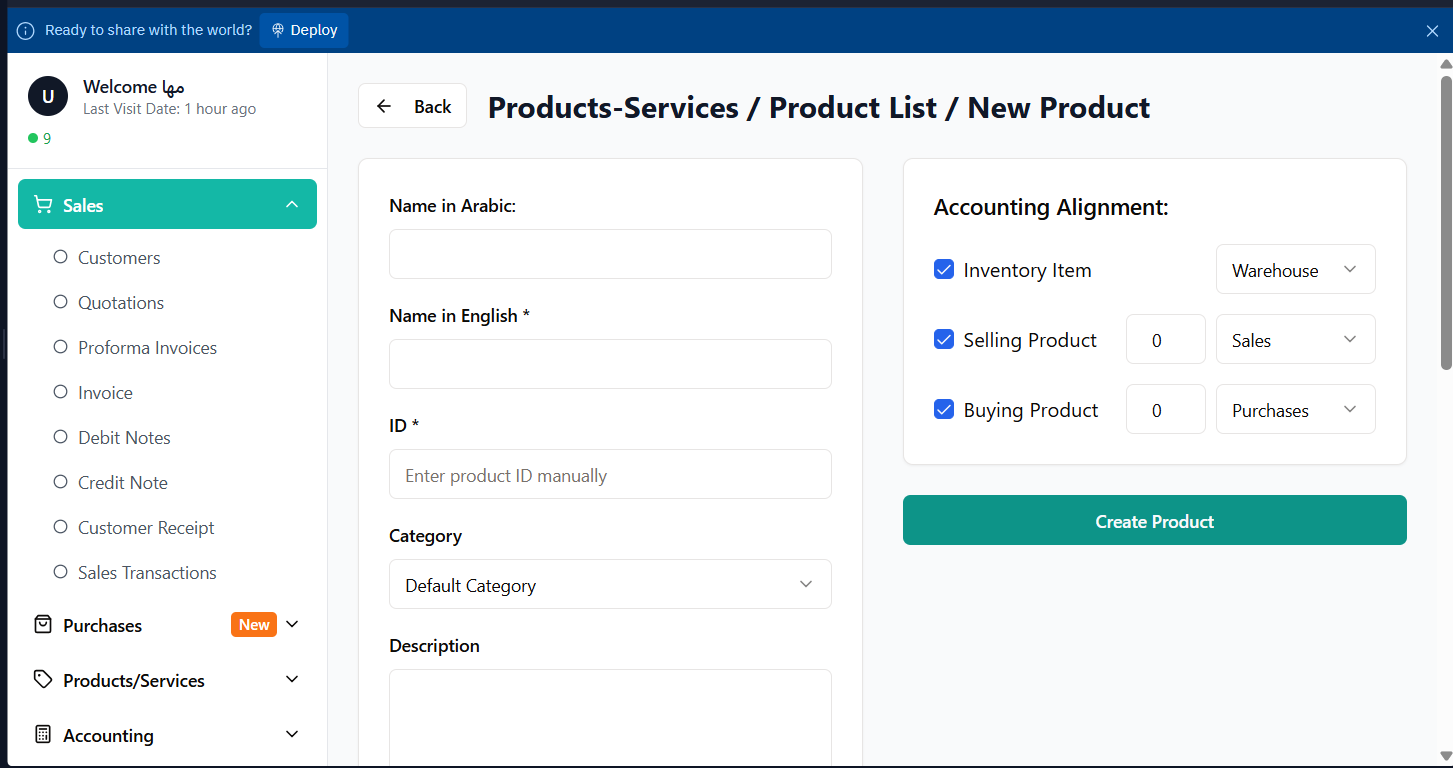 Ready to share with the world? Deploy
U
Welcome مها
Last Visit Date: 1 hour ago
9
Sales
Customers
Quotations
Proforma Invoices
Invoice
Debit Notes
Credit Note
Customer Receipt
Sales Transactions
Purchases New
Products/Services
Accounting
Back
Products-Services / Product List / New Product
Name in Arabic:
Name in English *
ID *
Enter product ID manually
Category
Default Category
Description
Accounting Alignment:
Inventory Item Warehouse
Selling Product 0 Sales
Buying Product 0 Purchases
Create Product